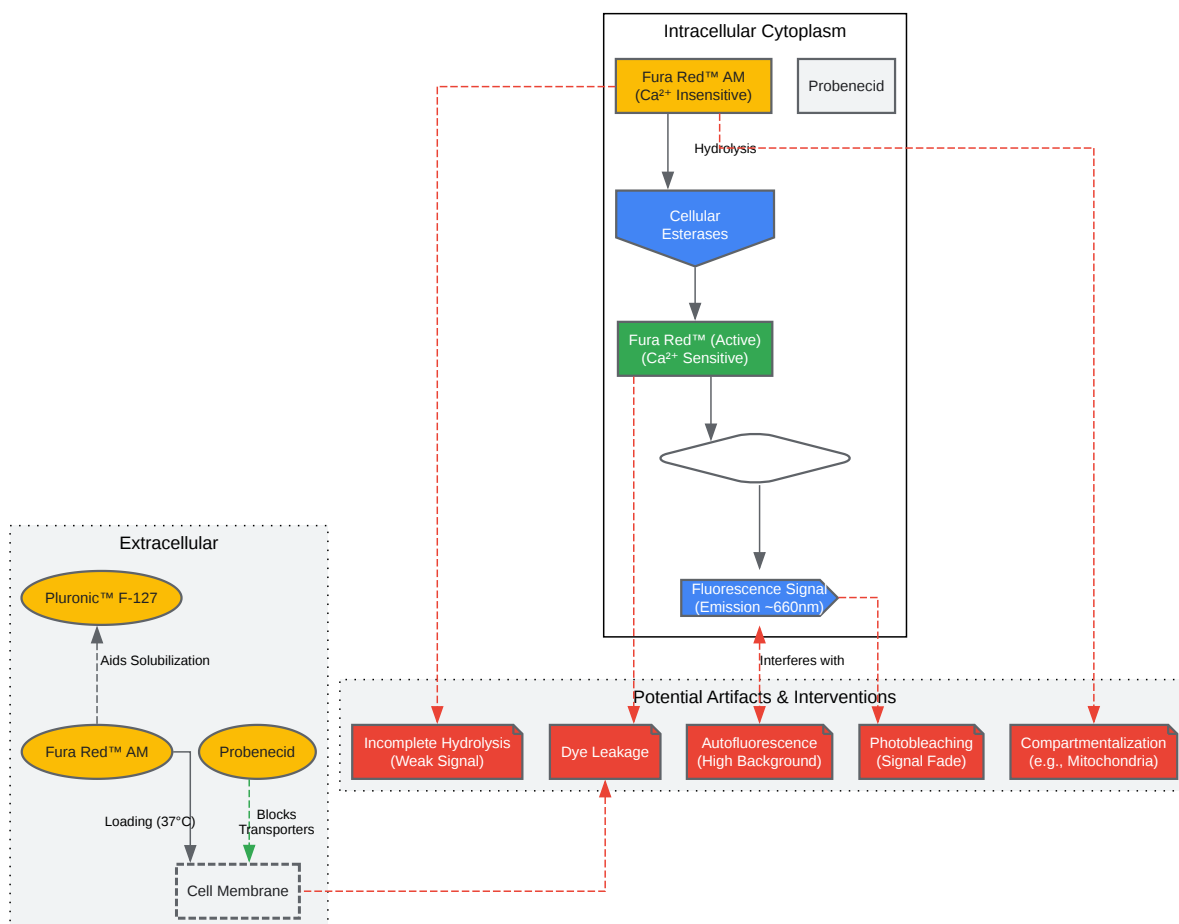 Intracellular Cytoplasm
Fura Red™ AM
(Ca²⁺ Insensitive)
Probenecid
Hydrolysis
Cellular
Esterases
Fura Red™ (Active)
(Ca²⁺ Sensitive)
Fluorescence Signal
(Emission ~660nm)
Interferes with
Extracellular
Pluronic™ F-127
Aids Solubilization
Fura Red™ AM
Probenecid
Loading (37°C)
Blocks
Transporters
Cell Membrane
Potential Artifacts & Interventions
Incomplete Hydrolysis
(Weak Signal)
Dye Leakage
Autofluorescence
(High Background)
Photobleaching
(Signal Fade)
Compartmentalization
(e.g., Mitochondria)